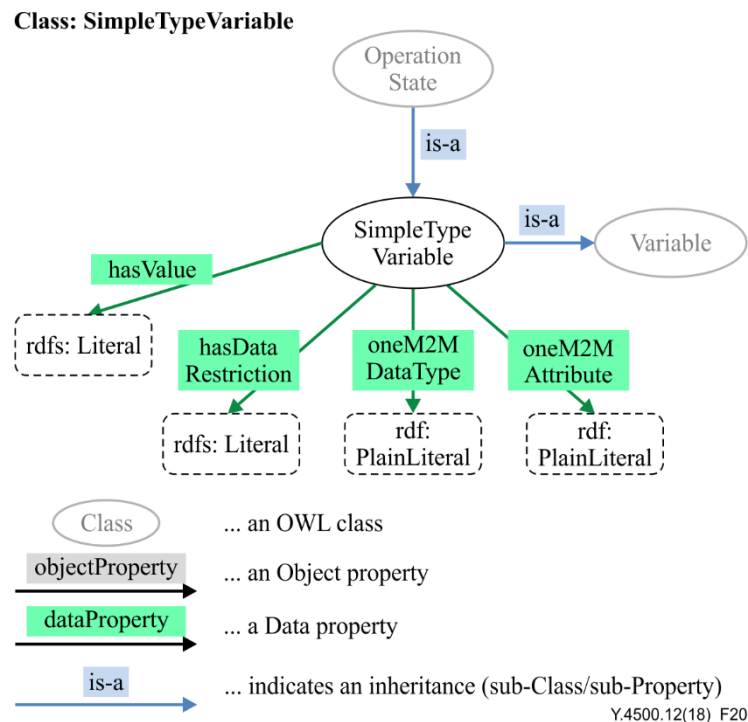 Class: SimpleTypeVariable
Operation
State
is-a
SimpleType
Variable
is-a
Variable
hasValue
rdfs: Literal
hasData
Restriction
oneM2M
DataType
oneM2M
Attribute
rdfs: Literal
rdf:
PlainLiteral
rdf:
PlainLiteral
Class
... an OWL class
objectProperty
... an Object property
dataProperty
... a Data property
is-a
... indicates an inheritance (sub-Class/sub-Property)
Y.4500.12(18)_F20